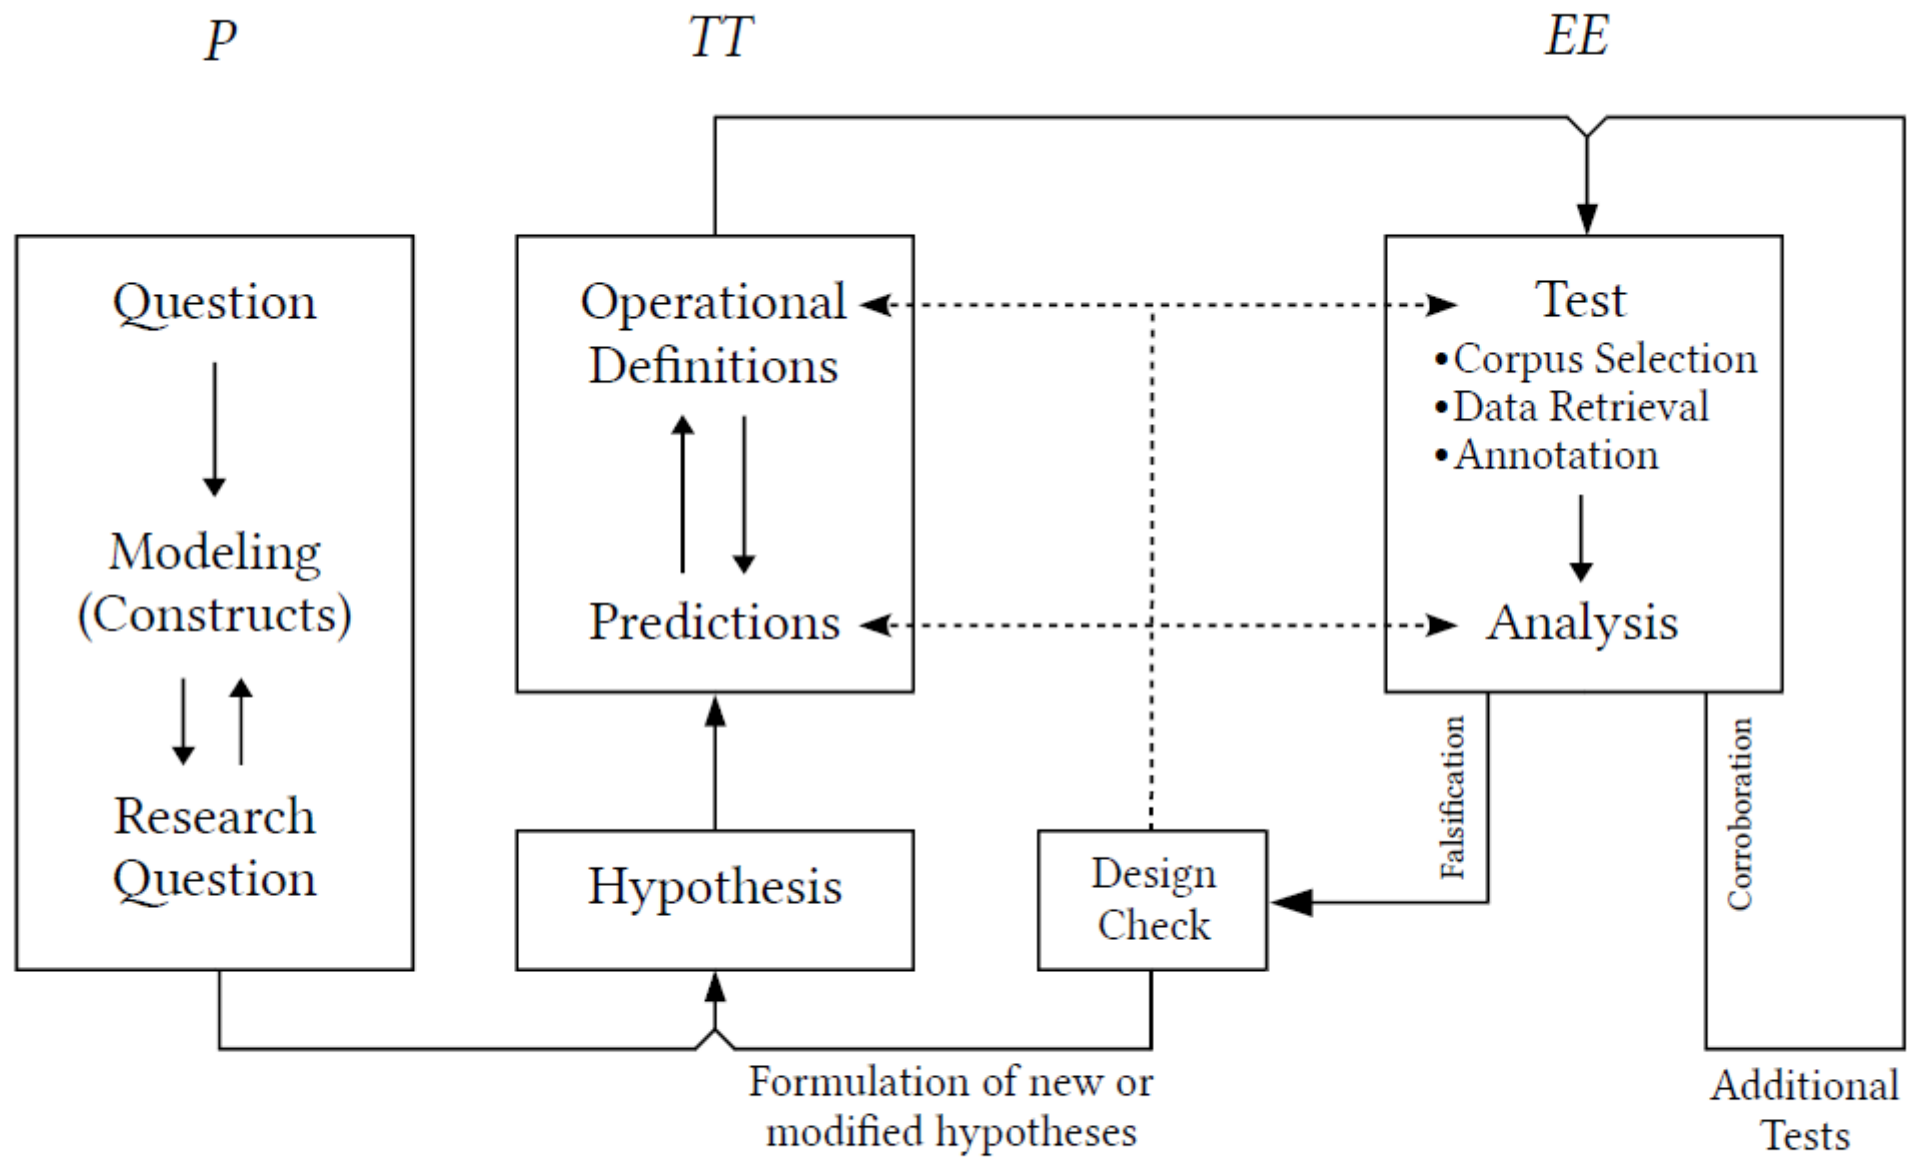 P
TT
EE
Question
Modeling
(Constructs)
Research
Question
Operational
Definitions
Predictions
Hypothesis
Test
•Corpus Selection
•Data Retrieval
•Annotation
Analysis
Falsification
Corroboration
Design
Check
Formulation of new or
modified hypotheses
Additional
Tests